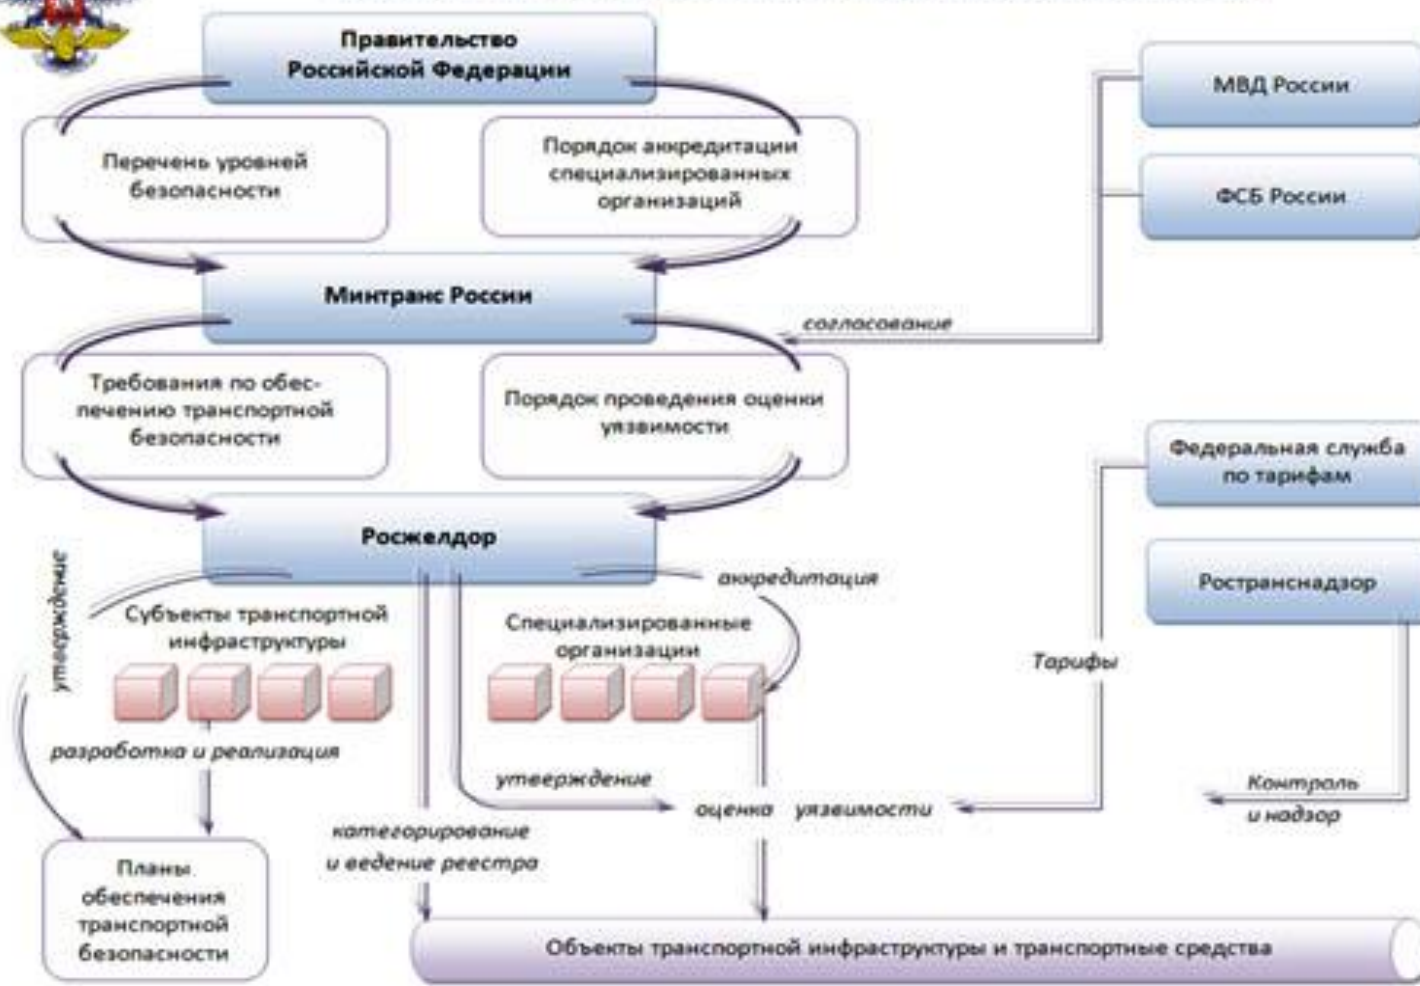 Правительство
Российской Федерации
МВД России
Перечень уровней
безопасности
Порядок аккредитации
специализированных
организаций
ФСБ России
Минтранс России
согласование
Требования по обес-
печению транспортной
безопасности
Порядок проведения оценки
уязвимости
Федеральная служба
по тарифам
Росжелдор
Ространснадзор
утверждение
аккредитация
Субъекты транспортной
инфраструктуры
Специализированные
организации
Тарифы
разработка и реализация
утверждение
оценка уязвимости
Контроль
и надзор
категорирование
и ведение реестра
Планы
обеспечения
транспортной
безопасности
Объекты транспортной инфраструктуры и транспортные средства